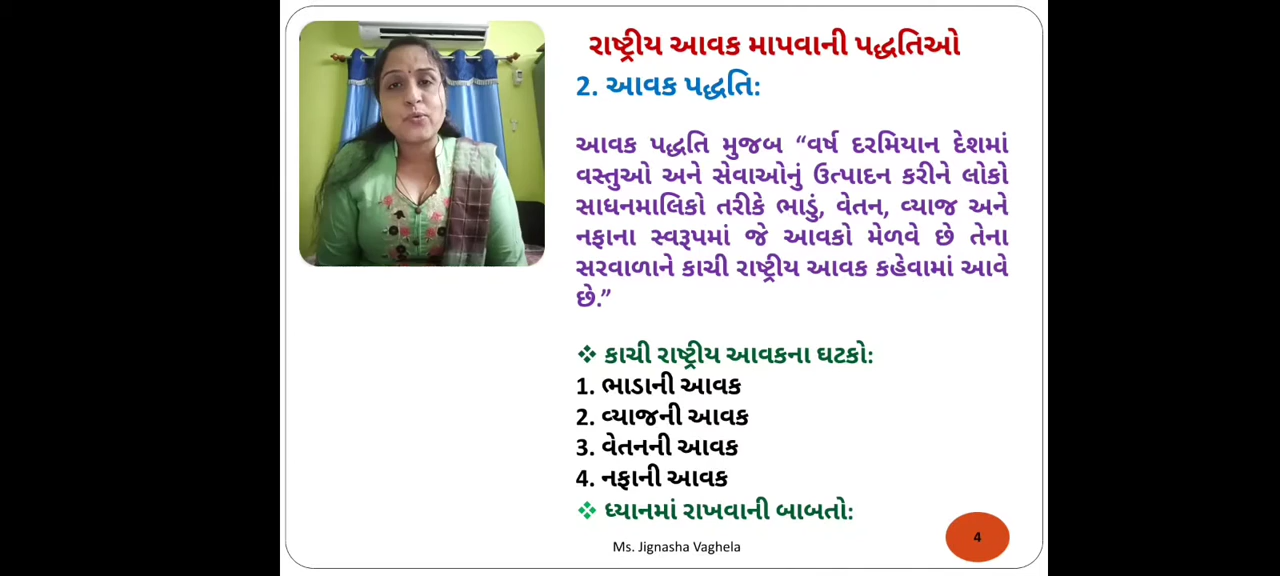 રાષ્ટ્રીય આવક માપવાની પદ્ધતિઓ
2. આવક પદ્ધતિ:
આવક પદ્ધતિ મુજબ “વર્ષ દરમિયાન દેશમાં
વસ્તુઓ અને સેવાઓનું ઉત્પાદન કરીને લોકો
સાધનમાલિકો તરીકે ભાડું, વેતન, વ્યાજ અને
નફાના સ્વરૂપમાં જે આવકો મેળવે છે તેના
સરવાળાને કાચી રાષ્ટ્રીય આવક કહેવામાં આવે
છે.”
❖ કાચી રાષ્ટ્રીય આવકના ઘટકો:
1. ભાડાની આવક
2. વ્યાજની આવક
3. વેતનની આવક
4. નફાની આવક
❖ ધ્યાનમાં રાખવાની બાબતો:
Ms. Jignasha Vaghela
4